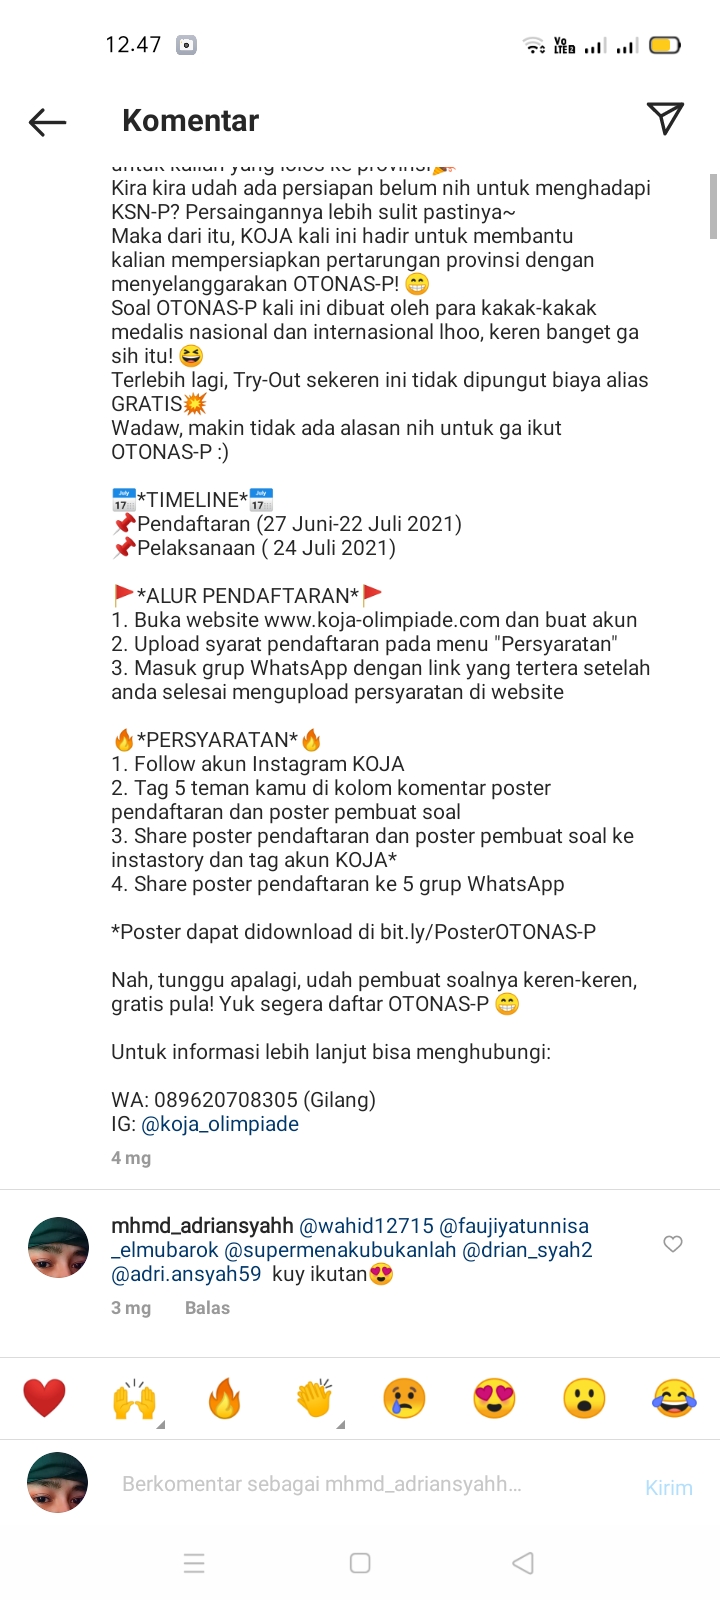 12.47
Komentar
untuk kalian yang lolos ke provinsi🎉
Kira kira udah ada persiapan belum nih untuk menghadapi
KSN-P? Persaingannya lebih sulit pastinya~
Maka dari itu, KOJA kali ini hadir untuk membantu
kalian mempersiapkan pertarungan provinsi dengan
menyelanggarakan OTONAS-P! 😁
Soal OTONAS-P kali ini dibuat oleh para kakak-kakak
medalis nasional dan internasional lhoo, keren banget ga
sih itu! 😆
Terlebih lagi, Try-Out sekeren ini tidak dipungut biaya alias
GRATIS💥
Wadaw, makin tidak ada alasan nih untuk ga ikut
OTONAS-P :)
📅*TIMELINE*📅
📌Pendaftaran (27 Juni-22 Juli 2021)
📌Pelaksanaan ( 24 Juli 2021)
🚩*ALUR PENDAFTARAN*🚩
1. Buka website www.koja-olimpiade.com dan buat akun
2. Upload syarat pendaftaran pada menu "Persyaratan"
3. Masuk grup WhatsApp dengan link yang tertera setelah
anda selesai mengupload persyaratan di website
🔥*PERSYARATAN*🔥
1. Follow akun Instagram KOJA
2. Tag 5 teman kamu di kolom komentar poster
pendaftaran dan poster pembuat soal
3. Share poster pendaftaran dan poster pembuat soal ke
instastory dan tag akun KOJA*
4. Share poster pendaftaran ke 5 grup WhatsApp
*Poster dapat didownload di bit.ly/PosterOTONAS-P
Nah, tunggu apalagi, udah pembuat soalnya keren-keren,
gratis pula! Yuk segera daftar OTONAS-P 😁
Untuk informasi lebih lanjut bisa menghubungi:
WA: 089620708305 (Gilang)
IG: @koja_olimpiade
4 mg
mhmd_adriansyahh @wahid12715 @faujiyatunnisa
_elmubarok @supermenakubukanlah @drian_syah2
@adri.ansyah59 kuy ikutan😍
3 mg Balas
Berkomentar sebagai mhmd_adriansyahh... Kirim